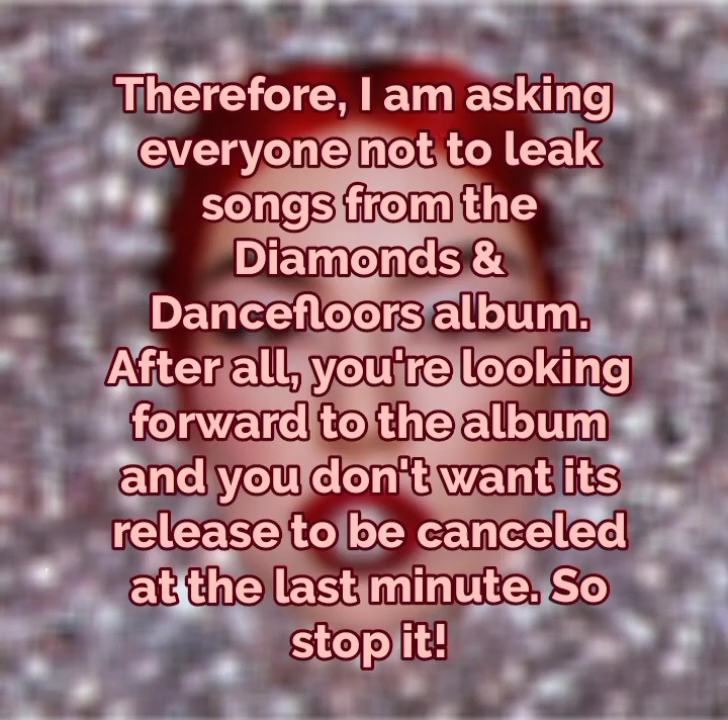 Therefore, I am asking
everyone not to leak
songs from the
Diamonds &
Dancefloors album.
After all, you're looking
forward to the album
and you don't want its
release to be canceled
at the last minute. So
stop it!